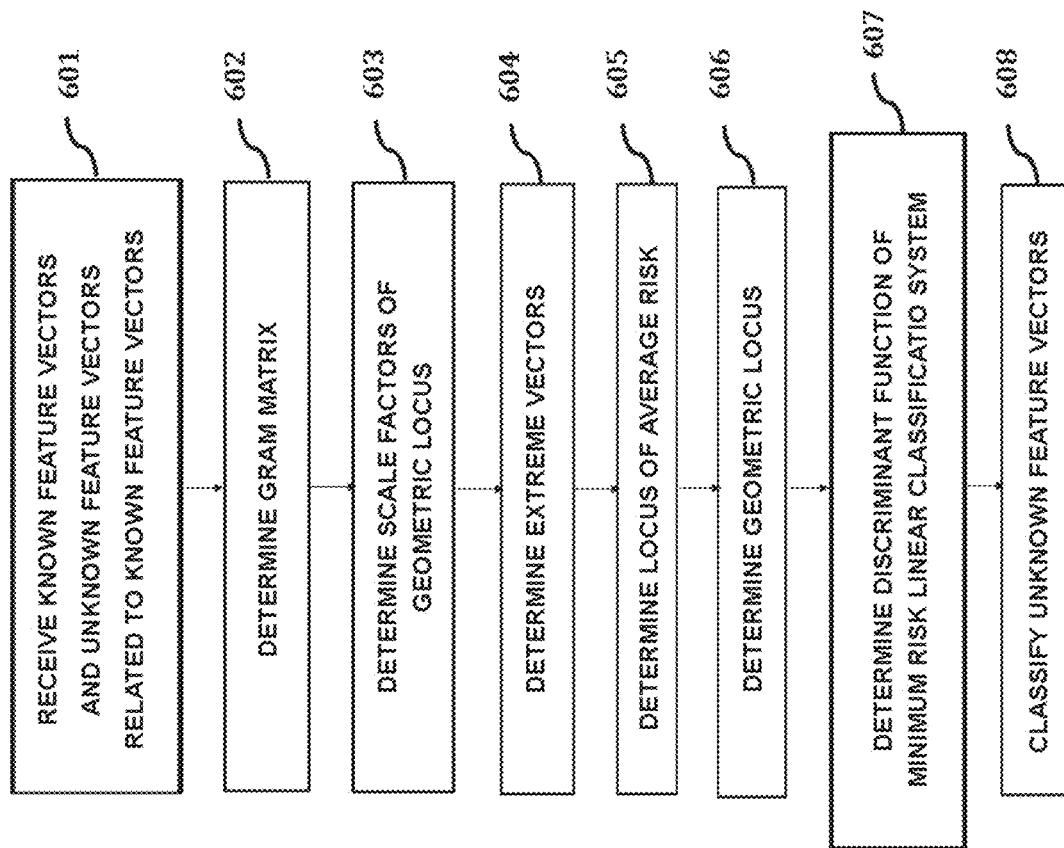 RECEIVE KNOWN FEATURE VECTORS
AND UNKNOWN FEATURE VECTORS
RELATED TO KNOWN FEATURE VECTORS
601
DETERMINE GRAM MATRIX
602
DETERMINE SCALE FACTORS OF
GEOMETRIC LOCUS
603
DETERMINE EXTREME VECTORS
604
DETERMINE LOCUS OF AVERAGE RISK
605
DETERMINE GEOMETRIC LOCUS
606
DETERMINE DISCRIMINANT FUNCTION OF
MINIMUM RISK LINEAR CLASSIFICATIO SYSTEM
607
CLASSIFY UNKNOWN FEATURE VECTORS
608